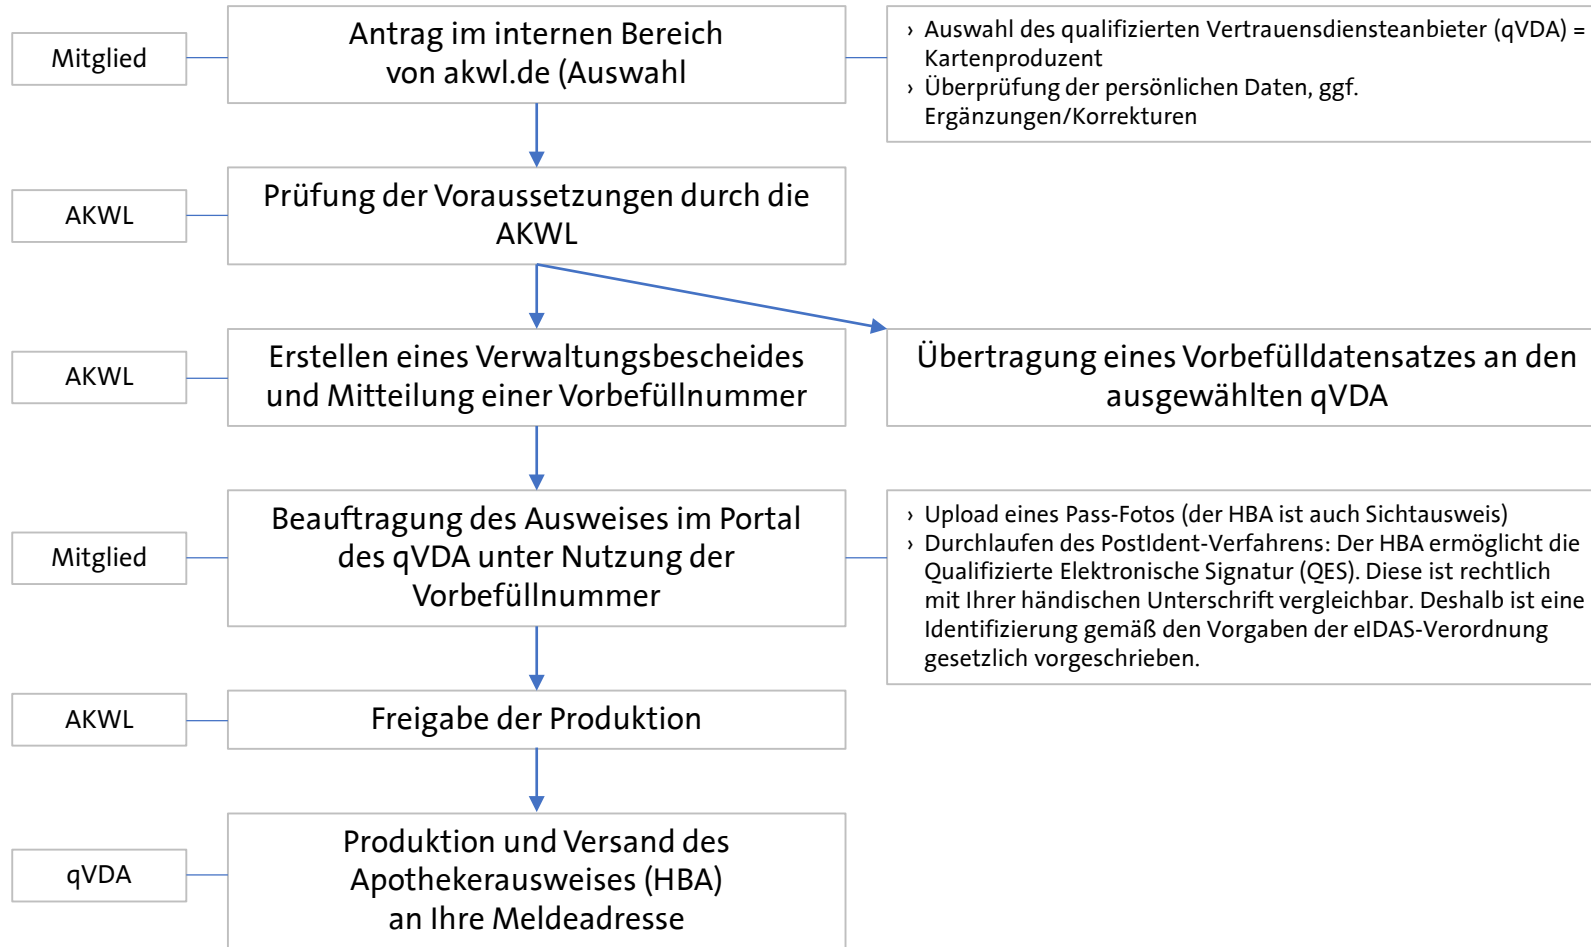 Mitglied
Antrag im internen Bereich
von akwl.de (Auswahl
› Auswahl des qualifizierten Vertrauensdiensteanbieter (qVDA) =
Kartenproduzent
› Überprüfung der persönlichen Daten, ggf.
Ergänzungen/Korrekturen
AKWL
Prüfung der Voraussetzungen durch die
AKWL
AKWL
Erstellen eines Verwaltungsbescheides
und Mitteilung einer Vorbefüllnummer
Übertragung eines Vorbefülldatensatzes an den
ausgewählten qVDA
Mitglied
Beauftragung des Ausweises im Portal
des qVDA unter Nutzung der
Vorbefüllnummer
› Upload eines Pass-Fotos (der HBA ist auch Sichtausweis)
› Durchlaufen des PostIdent-Verfahrens: Der HBA ermöglicht die
Qualifizierte Elektronische Signatur (QES). Diese ist rechtlich
mit Ihrer händischen Unterschrift vergleichbar. Deshalb ist eine
Identifizierung gemäß den Vorgaben der eIDAS-Verordnung
gesetzlich vorgeschrieben.
AKWL
Freigabe der Produktion
qVDA
Produktion und Versand des
Apothekerausweises (HBA)
an Ihre Meldeadresse